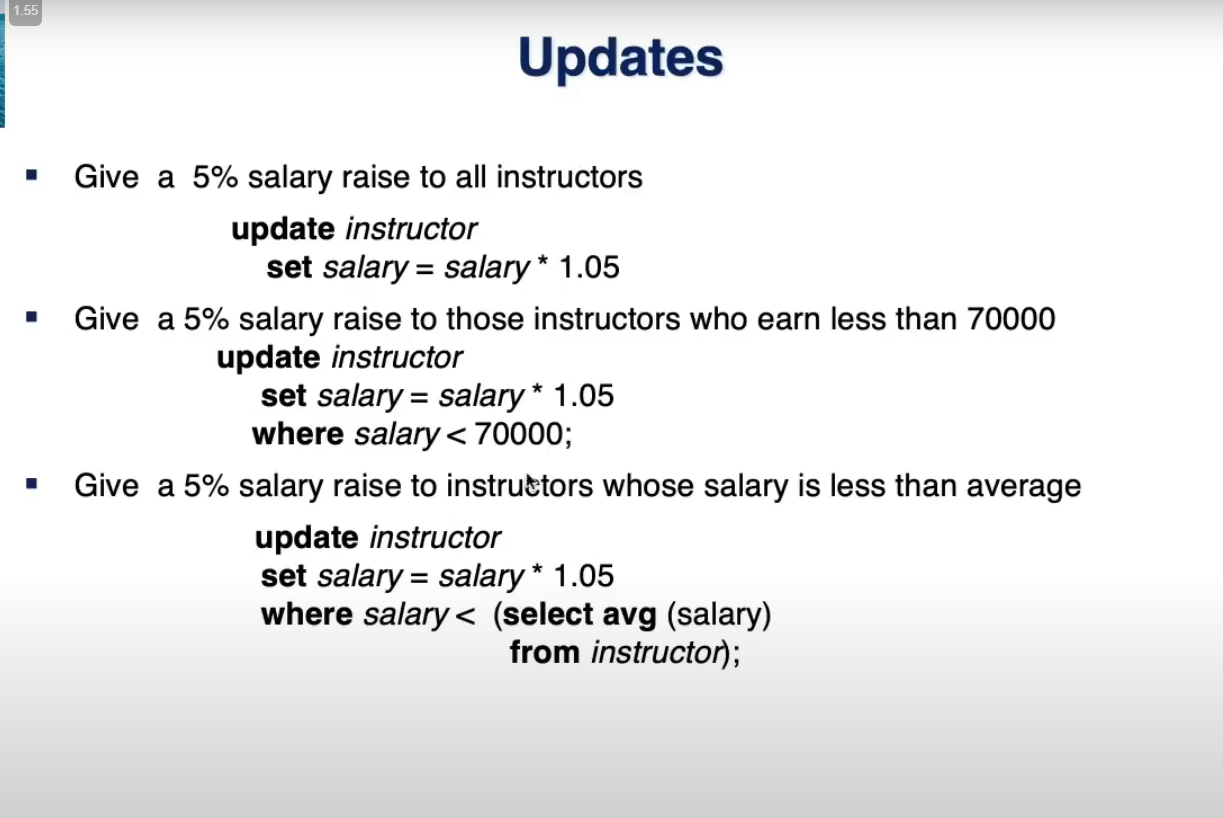 1.55
Updates
▪ Give a 5% salary raise to all instructors
update instructor
set salary = salary * 1.05
▪ Give a 5% salary raise to those instructors who earn less than 70000
update instructor
set salary = salary * 1.05
where salary < 70000;
▪ Give a 5% salary raise to instructors whose salary is less than average
update instructor
set salary = salary * 1.05
where salary < (select avg (salary)
from instructor);